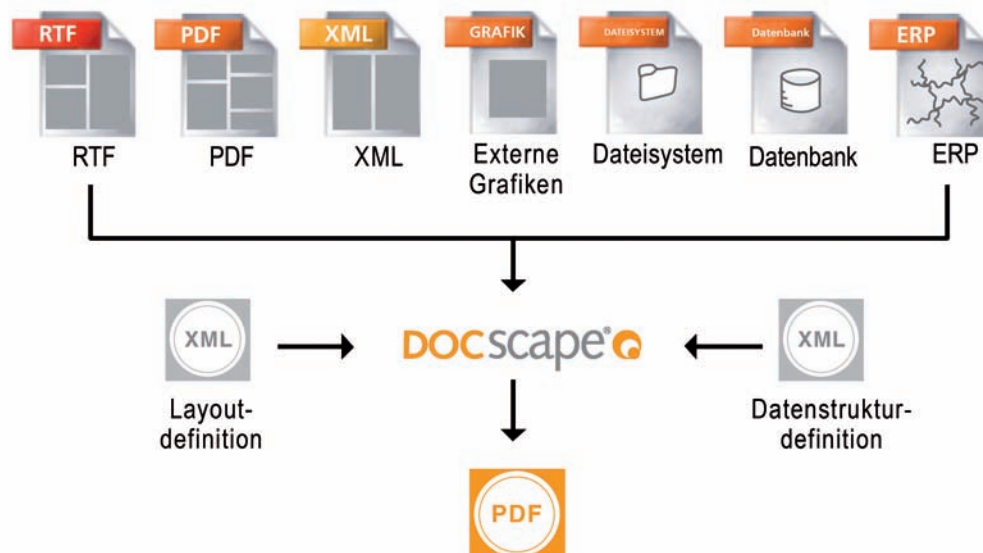 RTF PDF XML GRAFIK DATEISYSTEM Datenbank ERP
RTF PDF XML Externe Dateisystem Datenbank ERP
Grafiken
XML DOCscape® XML
Layout- Datenstruktur-
definition definition
PDF